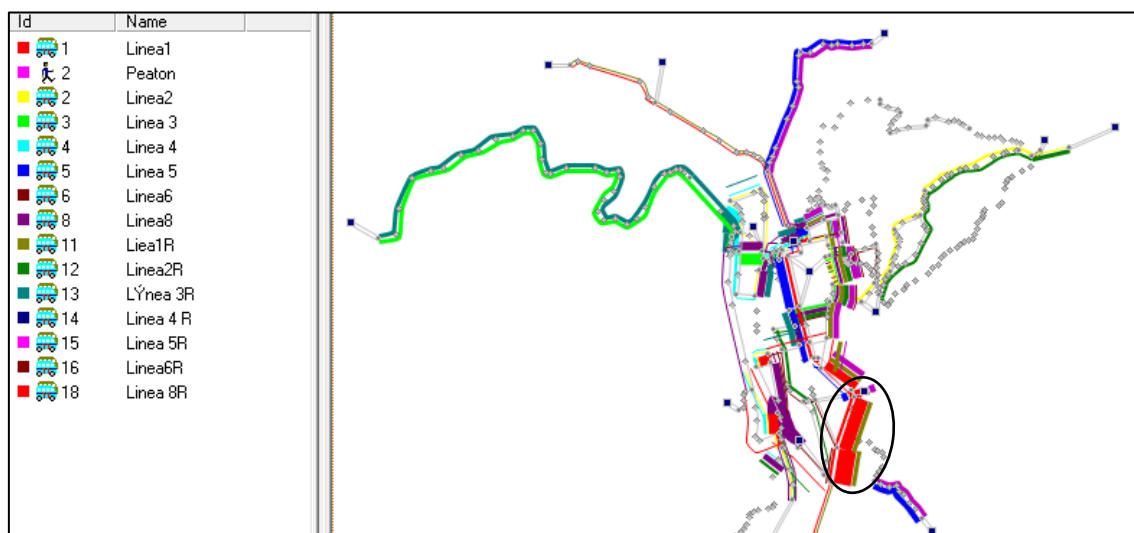 Id Name
1 Linea1
2 Peaton
2 Linea2
3 Linea 3
4 Linea 4
5 Linea 5
6 Linea6
8 Linea8
11 Liea1R
12 Linea2R
13 LÝnea 3R
14 Linea 4 R
15 Linea 5R
16 Linea6R
18 Linea 8R